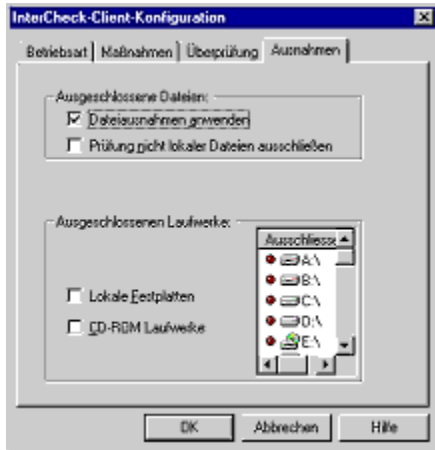 InterCheck-Client-Konfiguration
Betriebsart Maßnahmen Überprüfung Ausnahmen
Ausgeschlossene Dateien:
Dateiausnahmen anwenden
Prüfung nicht lokaler Dateien ausschließen
Ausgeschlossenen Laufwerke:
Ausschliesse
A:\
B:\
C:\
D:\
E:\
Lokale Festplatten
CD-ROM Laufwerke
OK Abbrechen Hilfe